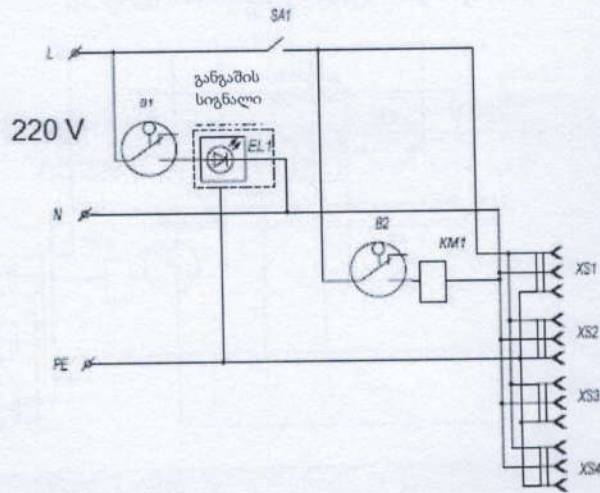 SA1
L
განგაშის
სიგნალი
B1
220 V
EL1
N
B2
KM1
XS1
XS2
PE
XS3
XS4